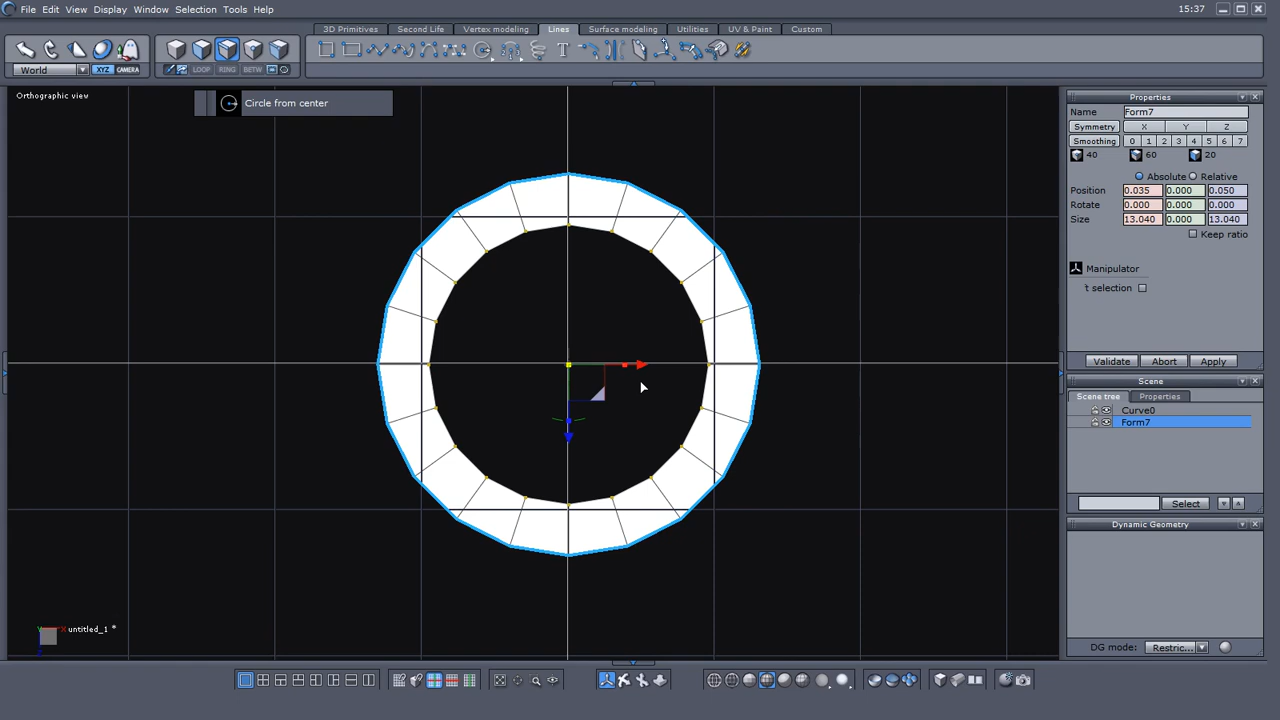 File Edit View Display Window Selection Tools Help 15:37
3D Primitives Second Life Vertex modeling Lines Surface modeling Utilities UV & Paint Custom
World XYZ CAMERA LOOP RING BETW
Orthographic view
Circle from center
Properties
Name Form7
Symmetry X Y Z
Smoothing 0 1 2 3 4 5 6 7
40 60 20
Absolute Relative
Position 0.035 0.000 0.050
Rotate 0.000 0.000 0.000
Size 13.040 0.000 13.040
Keep ratio
Manipulator
't selection
Validate Abort Apply
Scene
Scene tree Properties
Curve0
Form7
Select
Dynamic Geometry
DG mode: Restric...
untitled_1 *